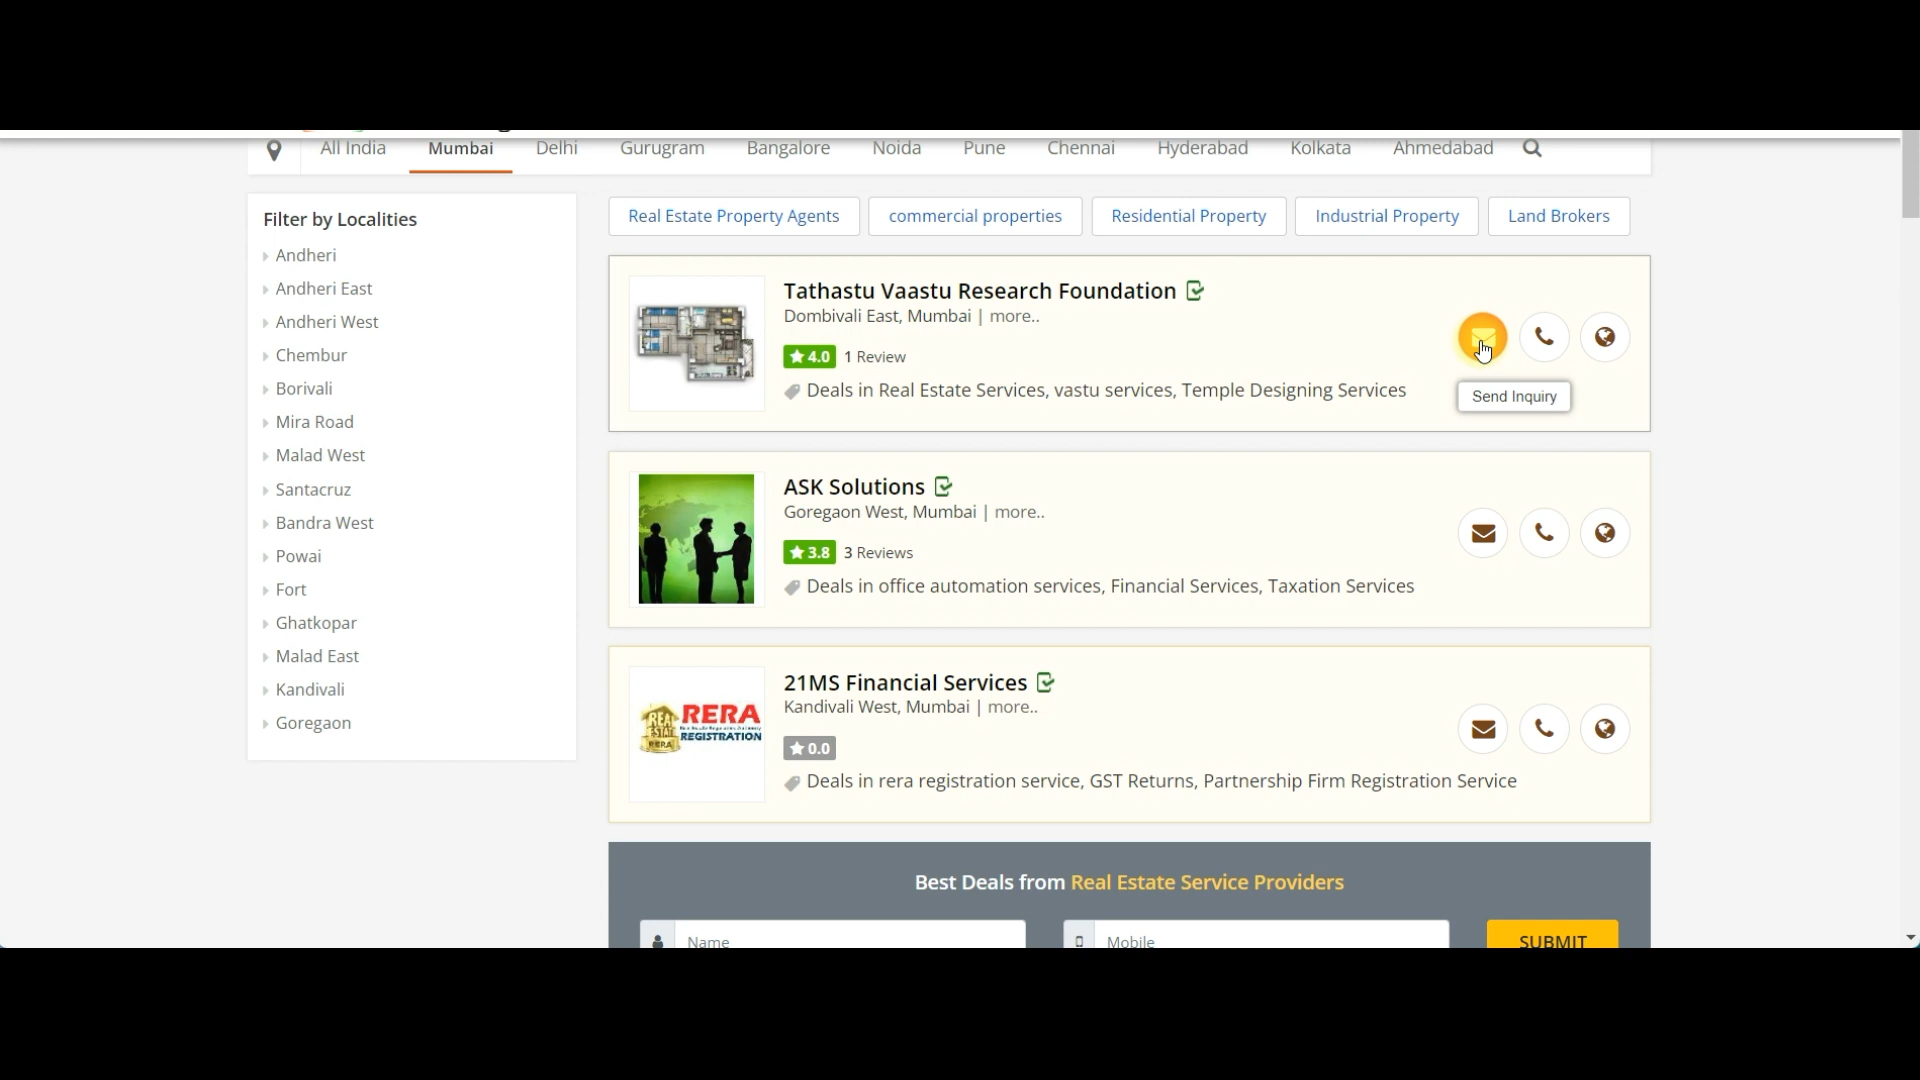 All India Mumbai Delhi Gurugram Bangalore Noida Pune Chennai Hyderabad Kolkata Ahmedabad
Filter by Localities
Andheri
Andheri East
Andheri West
Chembur
Borivali
Mira Road
Malad West
Santacruz
Bandra West
Powai
Fort
Ghatkopar
Malad East
Kandivali
Goregaon
Real Estate Property Agents commercial properties Residential Property Industrial Property Land Brokers
Tathastu Vaastu Research Foundation
Dombivali East, Mumbai | more..
4.0 1 Review
Deals in Real Estate Services, vastu services, Temple Designing Services
Send Inquiry
ASK Solutions
Goregaon West, Mumbai | more..
3.8 3 Reviews
Deals in office automation services, Financial Services, Taxation Services
REAL
ESTATE
RERA
RERA
REGISTRATION
21MS Financial Services
Kandivali West, Mumbai | more..
0.0
Deals in rera registration service, GST Returns, Partnership Firm Registration Service
Best Deals from Real Estate Service Providers
Name Mobile SUBMIT